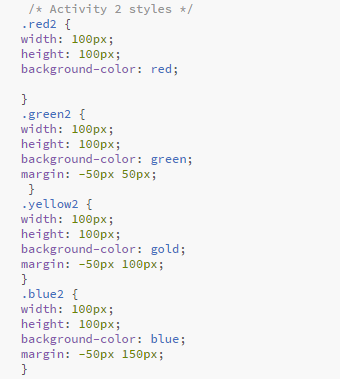 /* Activity 2 styles */
.red2 {
width: 100px;
height: 100px;
background-color: red;
}
.green2 {
width: 100px;
height: 100px;
background-color: green;
margin: -50px 50px;
}
.yellow2 {
width: 100px;
height: 100px;
background-color: gold;
margin: -50px 100px;
}
.blue2 {
width: 100px;
height: 100px;
background-color: blue;
margin: -50px 150px;
}